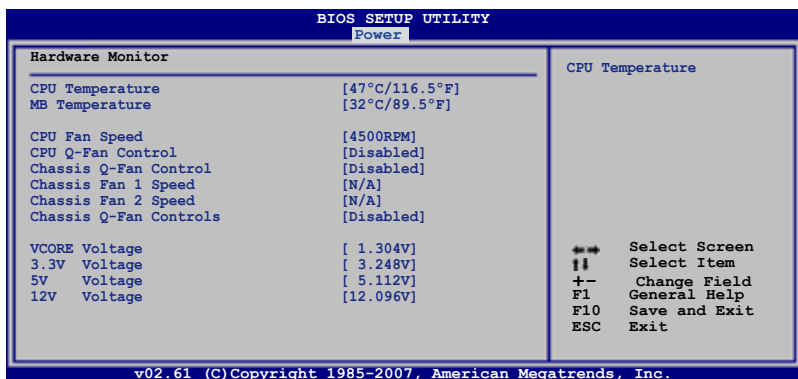 BIOS SETUP UTILITY
Power
Hardware Monitor
CPU Temperature [47°C/116.5°F]
MB Temperature [32°C/89.5°F]
CPU Fan Speed [4500RPM]
CPU Q-Fan Control [Disabled]
Chassis Q-Fan Control [Disabled]
Chassis Fan 1 Speed [N/A]
Chassis Fan 2 Speed [N/A]
Chassis Q-Fan Controls [Disabled]
VCORE Voltage [ 1.304V]
3.3V Voltage [ 3.248V]
5V Voltage [ 5.112V]
12V Voltage [12.096V]
CPU Temperature
←→ Select Screen
↑↓ Select Item
+- Change Field
F1 General Help
F10 Save and Exit
ESC Exit
v02.61 (C)Copyright 1985-2007, American Megatrends, Inc.